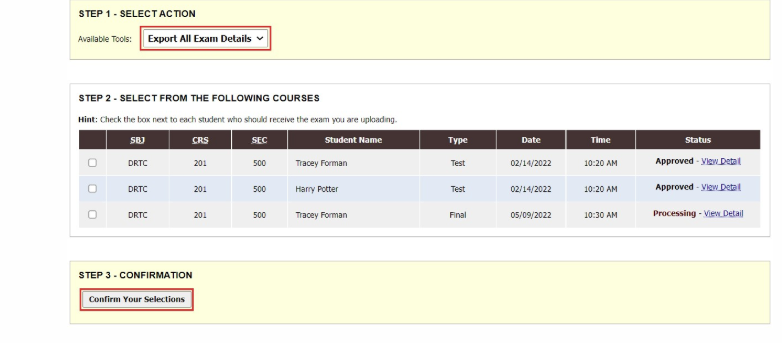 STEP 1 - SELECT ACTION
Available Tools: Export All Exam Details
STEP 2 - SELECT FROM THE FOLLOWING COURSES
Hint: Check the box next to each student who should receive the exam you are uploading.
SBJ CRS SEC Student Name Type Date Time Status
DRTC 201 500 Tracey Forman Test 02/14/2022 10:20 AM Approved - View Detail
DRTC 201 500 Harry Potter Test 02/14/2022 10:20 AM Approved - View Detail
DRTC 201 500 Tracey Forman Final 05/09/2022 10:30 AM Processing - View Detail
STEP 3 - CONFIRMATION
Confirm Your Selections